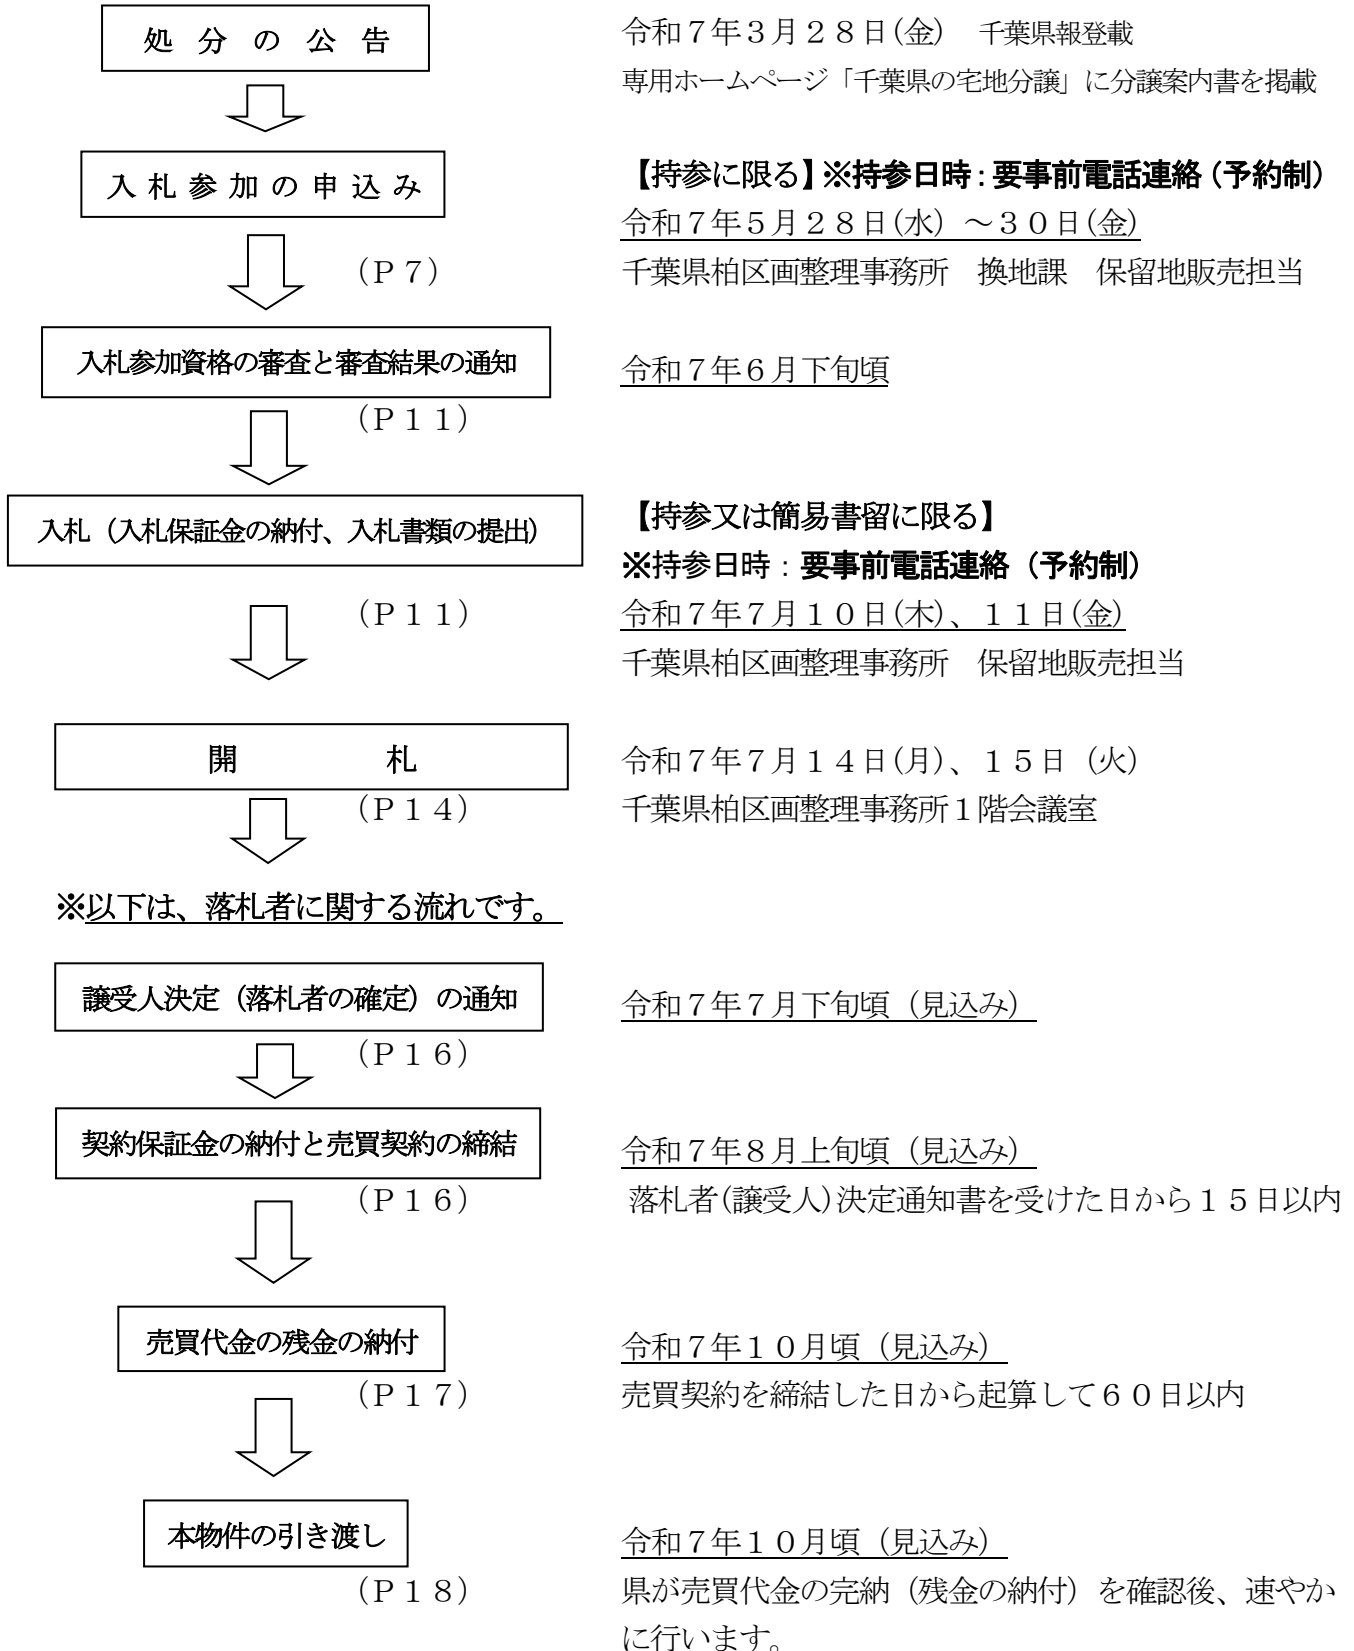 処分の公告
令和７年３月２８日(金)　千葉県報登載
専用ホームページ「千葉県の宅地分譲」に分譲案内書を掲載
入札参加の申込み
【持参に限る】※持参日時：要事前電話連絡（予約制）
令和７年５月２８日(水)～３０日(金)
（Ｐ７）
千葉県柏区画整理事務所　換地課　保留地販売担当
入札参加資格の審査と審査結果の通知
令和７年６月下旬頃
（Ｐ１１）
入札（入札保証金の納付、入札書類の提出）
【持参又は簡易書留に限る】
※持参日時：要事前電話連絡（予約制）
（Ｐ１１）
令和７年７月１０日(木)、１１日(金)
千葉県柏区画整理事務所　保留地販売担当
開　　　　　札
令和７年７月１４日(月)、１５日（火）
（Ｐ１４）
千葉県柏区画整理事務所１階会議室
※以下は、落札者に関する流れです。
譲受人決定（落札者の確定）の通知
令和７年７月下旬頃（見込み）
（Ｐ１６）
契約保証金の納付と売買契約の締結
令和７年８月上旬頃（見込み）
（Ｐ１６）
落札者(譲受人)決定通知書を受けた日から１５日以内
売買代金の残金の納付
令和７年１０月頃（見込み）
（Ｐ１７）
売買契約を締結した日から起算して６０日以内
本物件の引き渡し
令和７年１０月頃（見込み）
（Ｐ１８）
県が売買代金の完納（残金の納付）を確認後、速やか
に行います。